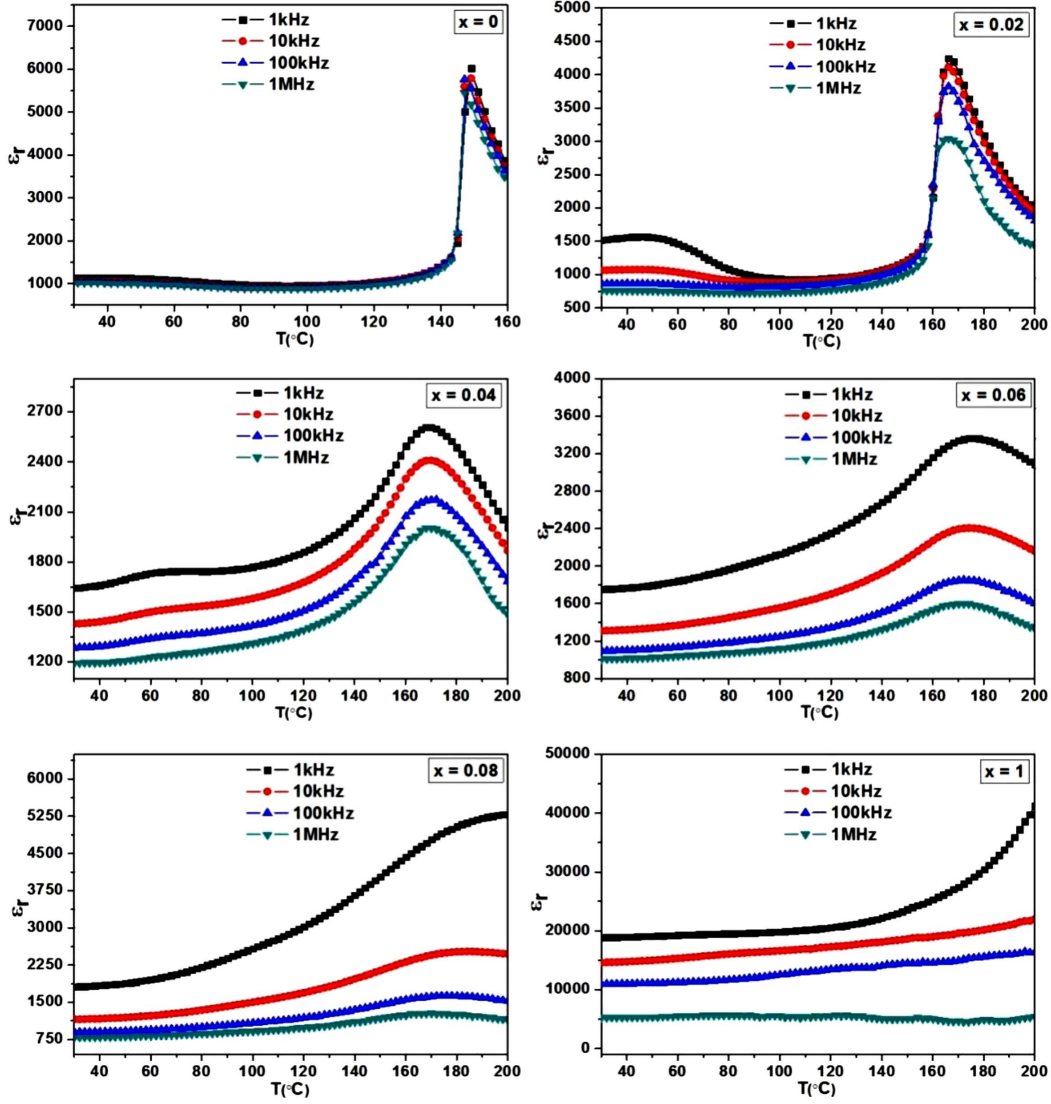 x = 0
1kHz
10kHz
100kHz
1MHz
7000
6000
5000
4000
3000
2000
1000
εr
40 60 80 100 120 140 160
T(°C)
x = 0.02
1kHz
10kHz
100kHz
1MHz
5000
4500
4000
3500
3000
2500
2000
1500
1000
500
εr
40 60 80 100 120 140 160 180 200
T(°C)
x = 0.04
1kHz
10kHz
100kHz
1MHz
2700
2400
2100
1800
1500
1200
εr
40 60 80 100 120 140 160 180 200
T(°C)
x = 0.06
1kHz
10kHz
100kHz
1MHz
4000
3600
3200
2800
2400
2000
1600
1200
800
εr
40 60 80 100 120 140 160 180 200
T(°C)
x = 0.08
1kHz
10kHz
100kHz
1MHz
6000
5250
4500
3750
3000
2250
1500
750
εr
40 60 80 100 120 140 160 180 200
T(°C)
x = 1
1kHz
10kHz
100kHz
1MHz
50000
40000
30000
20000
10000
0
εr
40 60 80 100 120 140 160 180 200
T(°C)